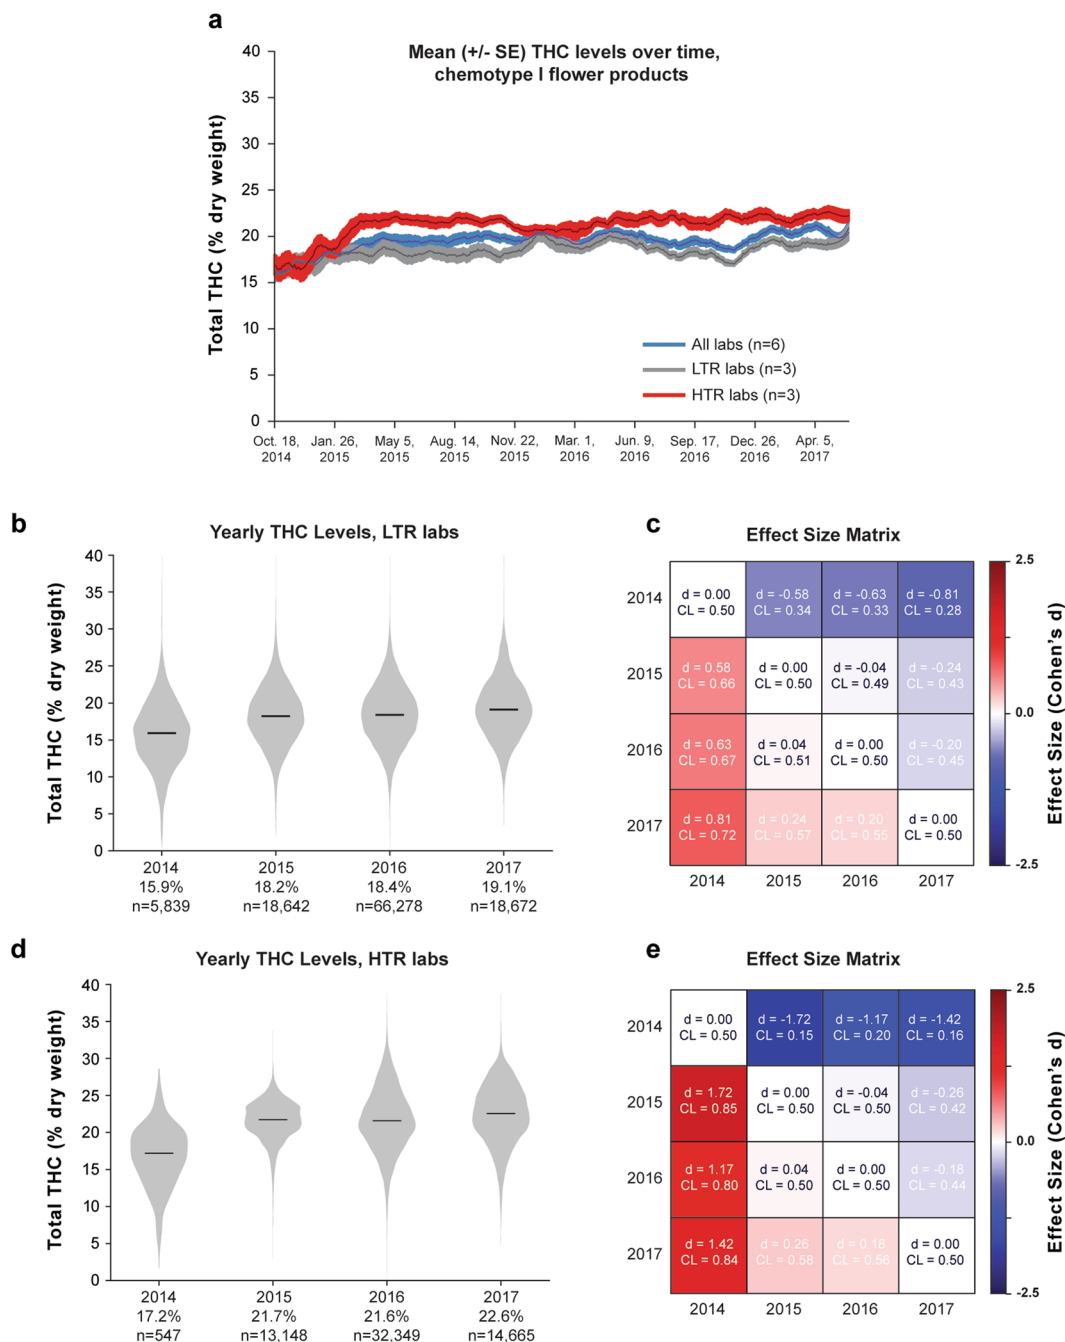 a
Mean (+/- SE) THC levels over time,
chemotype I flower products
Total THC (% dry weight)
40
35
30
25
20
15
10
5
0
All labs (n=6)
LTR labs (n=3)
HTR labs (n=3)
Oct. 18, Jan. 26, May 5, Aug. 14, Nov. 22, Mar. 1, Jun. 9, Sep. 17, Dec. 26, Apr. 5,
2014 2015 2015 2015 2015 2016 2016 2016 2016 2017
b
Yearly THC Levels, LTR labs
Total THC (% dry weight)
40
35
30
25
20
15
10
5
0
2014 2015 2016 2017
15.9% 18.2% 18.4% 19.1%
n=5,839 n=18,642 n=66,278 n=18,672
c
Effect Size Matrix
2014
d = 0.00 d = -0.58 d = -0.63 d = -0.81
CL = 0.50 CL = 0.34 CL = 0.33 CL = 0.28
2015
d = 0.58 d = 0.00 d = -0.04 d = -0.24
CL = 0.66 CL = 0.50 CL = 0.49 CL = 0.43
2016
d = 0.63 d = 0.04 d = 0.00 d = -0.20
CL = 0.67 CL = 0.51 CL = 0.50 CL = 0.45
2017
d = 0.81 d = 0.24 d = 0.20 d = 0.00
CL = 0.72 CL = 0.57 CL = 0.55 CL = 0.50
2014 2015 2016 2017
2.5
0.0
-2.5
Effect Size (Cohen's d)
d
Yearly THC Levels, HTR labs
Total THC (% dry weight)
40
35
30
25
20
15
10
5
0
2014 2015 2016 2017
17.2% 21.7% 21.6% 22.6%
n=547 n=13,148 n=32,349 n=14,665
e
Effect Size Matrix
2014
d = 0.00 d = -1.72 d = -1.17 d = -1.42
CL = 0.50 CL = 0.15 CL = 0.20 CL = 0.16
2015
d = 1.72 d = 0.00 d = -0.04 d = -0.26
CL = 0.85 CL = 0.50 CL = 0.50 CL = 0.42
2016
d = 1.17 d = 0.04 d = 0.00 d = -0.18
CL = 0.80 CL = 0.50 CL = 0.50 CL = 0.44
2017
d = 1.42 d = 0.26 d = 0.18 d = 0.00
CL = 0.84 CL = 0.58 CL = 0.56 CL = 0.50
2014 2015 2016 2017
2.5
0.0
-2.5
Effect Size (Cohen's d)